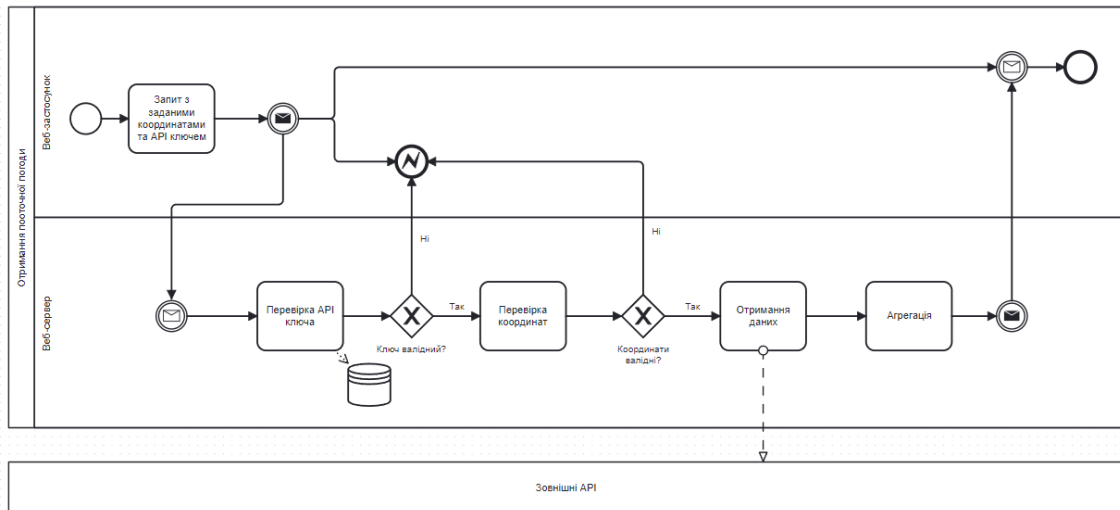 Отримання пооточної погоди
Веб-застосунок
Запит з
заданими
координатами
та API ключем
Ні
Ні
Веб-сервер
Перевірка API
ключа
Ключ валідний?
Так
Перевірка
координат
Координати
валідні?
Так
Отримання
даних
Агрегація
Зовнішні API